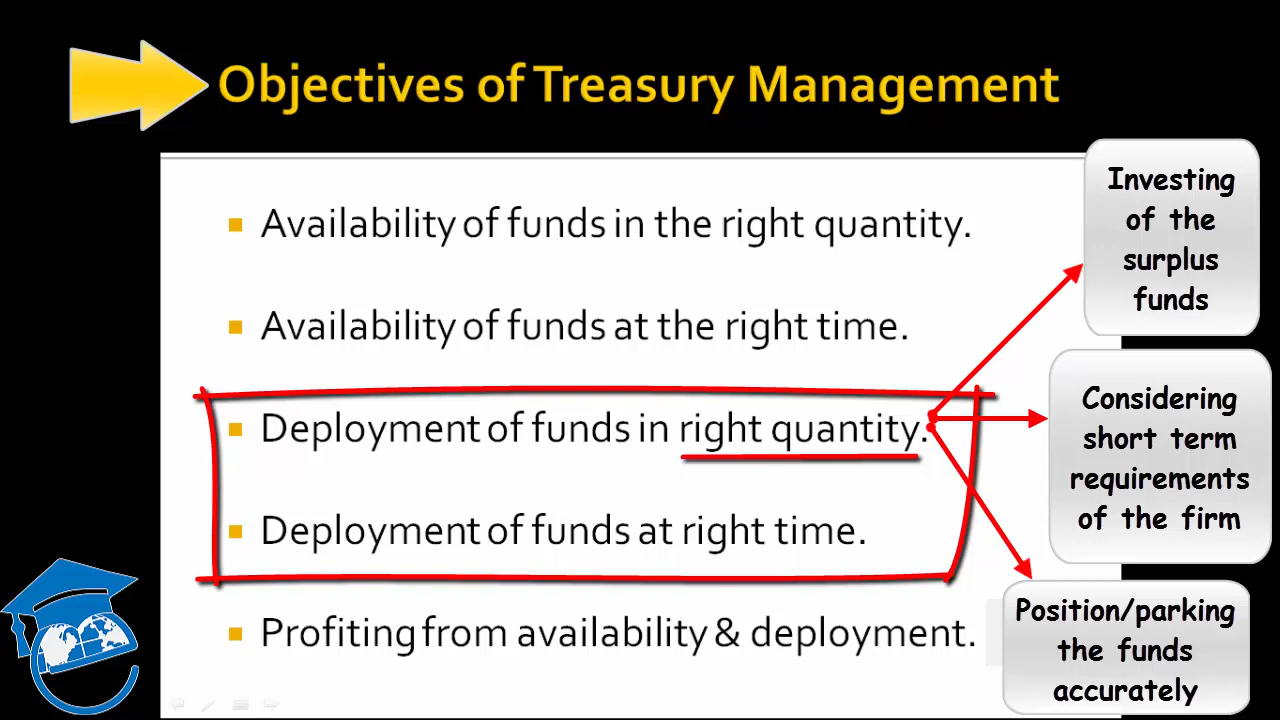 Objectives of Treasury Management
Availability of funds in the right quantity.
Availability of funds at the right time.
Deployment of funds in right quantity.
Deployment of funds at right time.
Profiting from availability & deployment.
Investing
of the
surplus
funds
Considering
short term
requirements
of the firm
Position/parking
the funds
accurately